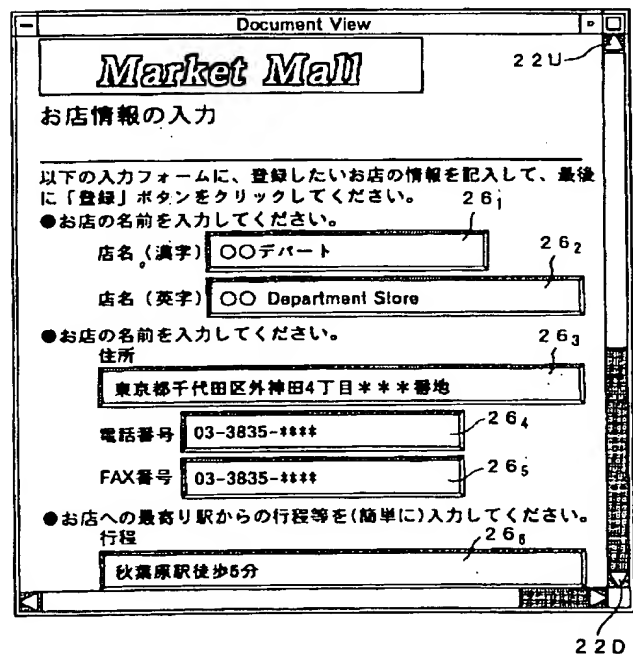 Document View
Market Mall
22U
お店情報の入力
以下の入力フォームに、登録したいお店の情報を記入して、最後
に「登録」ボタンをクリックしてください。
26₁
●お店の名前を入力してください。
店名(漢字) 〇〇デパート
26₂
店名(英字) 〇〇 Department Store
●お店の名前を入力してください。
26₃
住所
東京都千代田区外神田4丁目***番地
電話番号 03-3835-****
26₄
FAX番号 03-3835-****
26₅
●お店への最寄り駅からの行程等を(簡単に)入力してください。
行程
26₆
秋葉原駅徒歩5分
22D